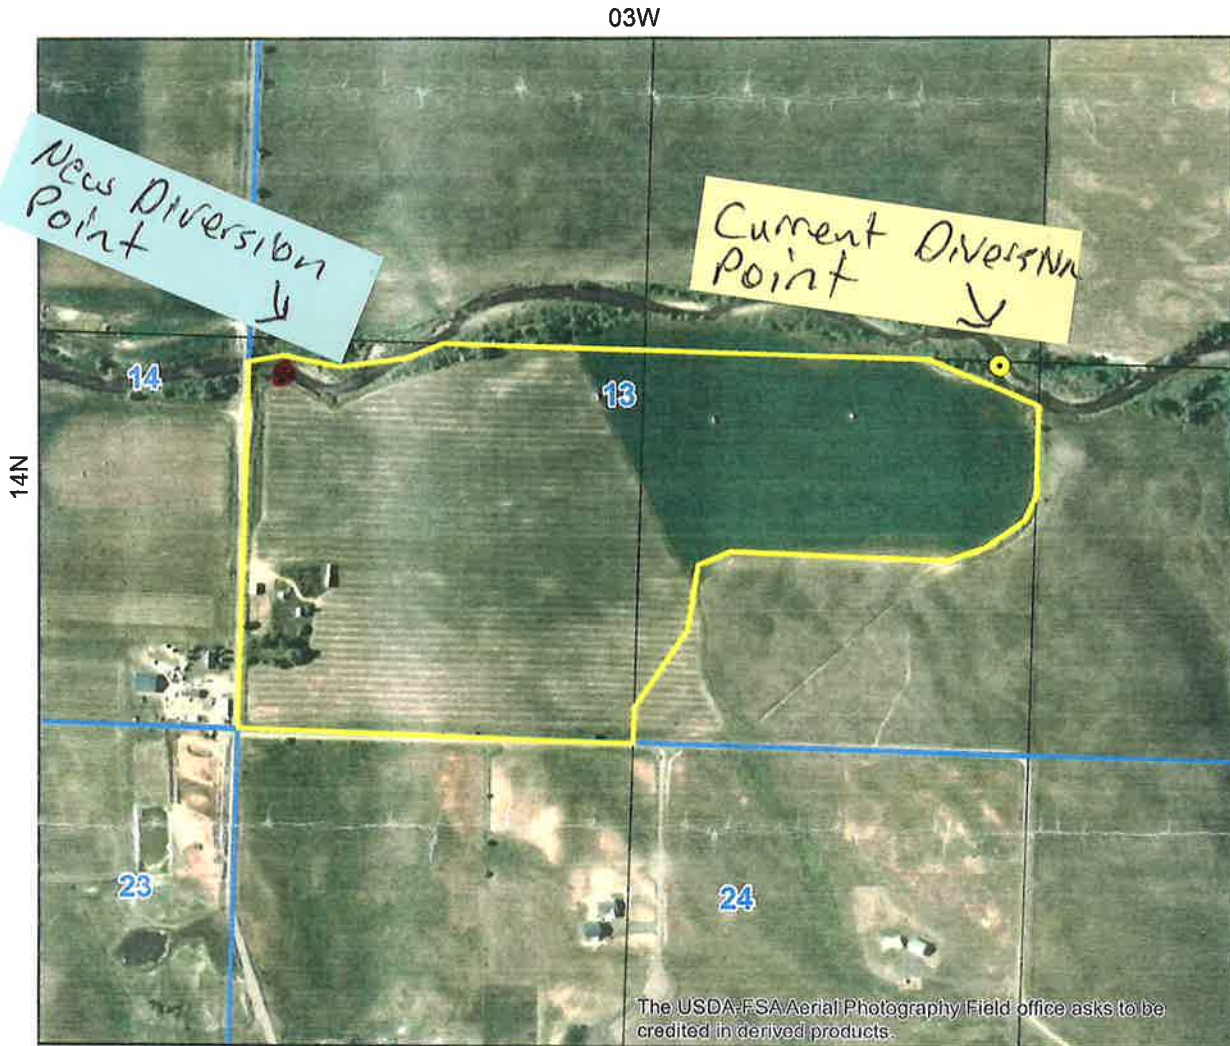 03W
New Diversion
Point
Current Diversion
Point
14
13
14N
23
24
The USDA-FSA Aerial Photography Field office asks to be
credited in derived products.